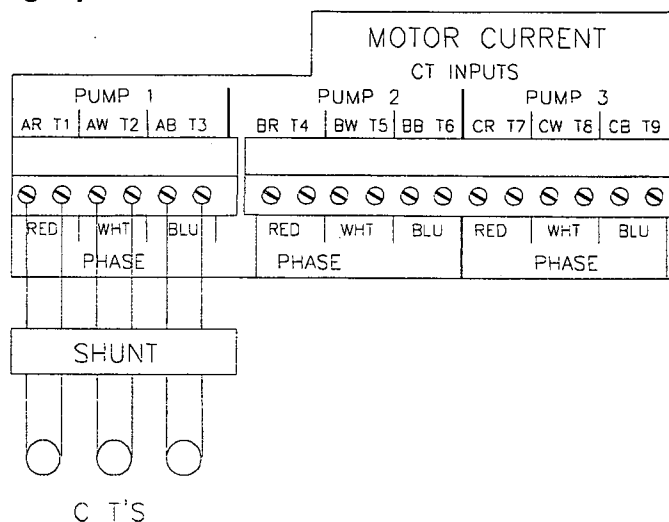 MOTOR CURRENT
CT INPUTS
PUMP 1 PUMP 2 PUMP 3
AR T1 AW T2 AB T3 BR T4 BW T5 BB T6 CR T7 CW T8 CB T9
RED WHT BLU RED WHT BLU RED WHT BLU
PHASE PHASE PHASE
SHUNT
C T'S